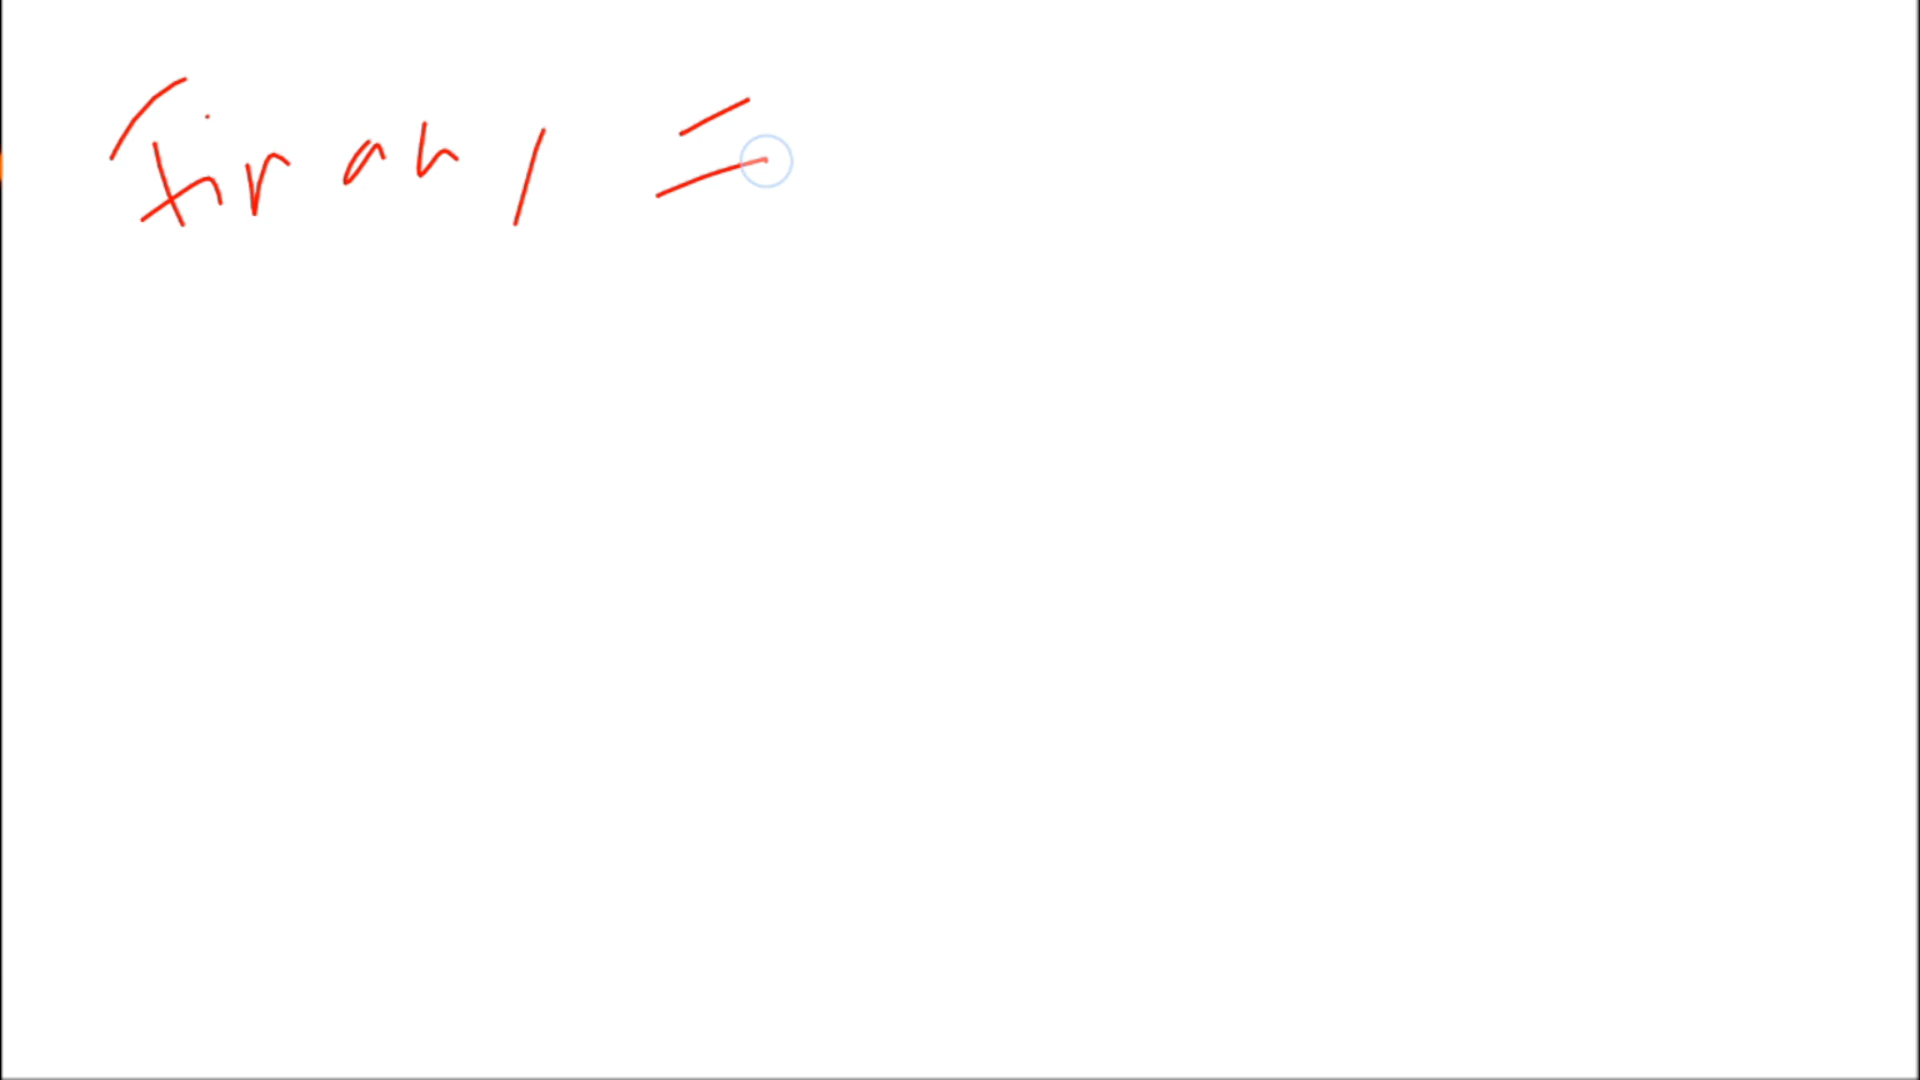 Firan / =